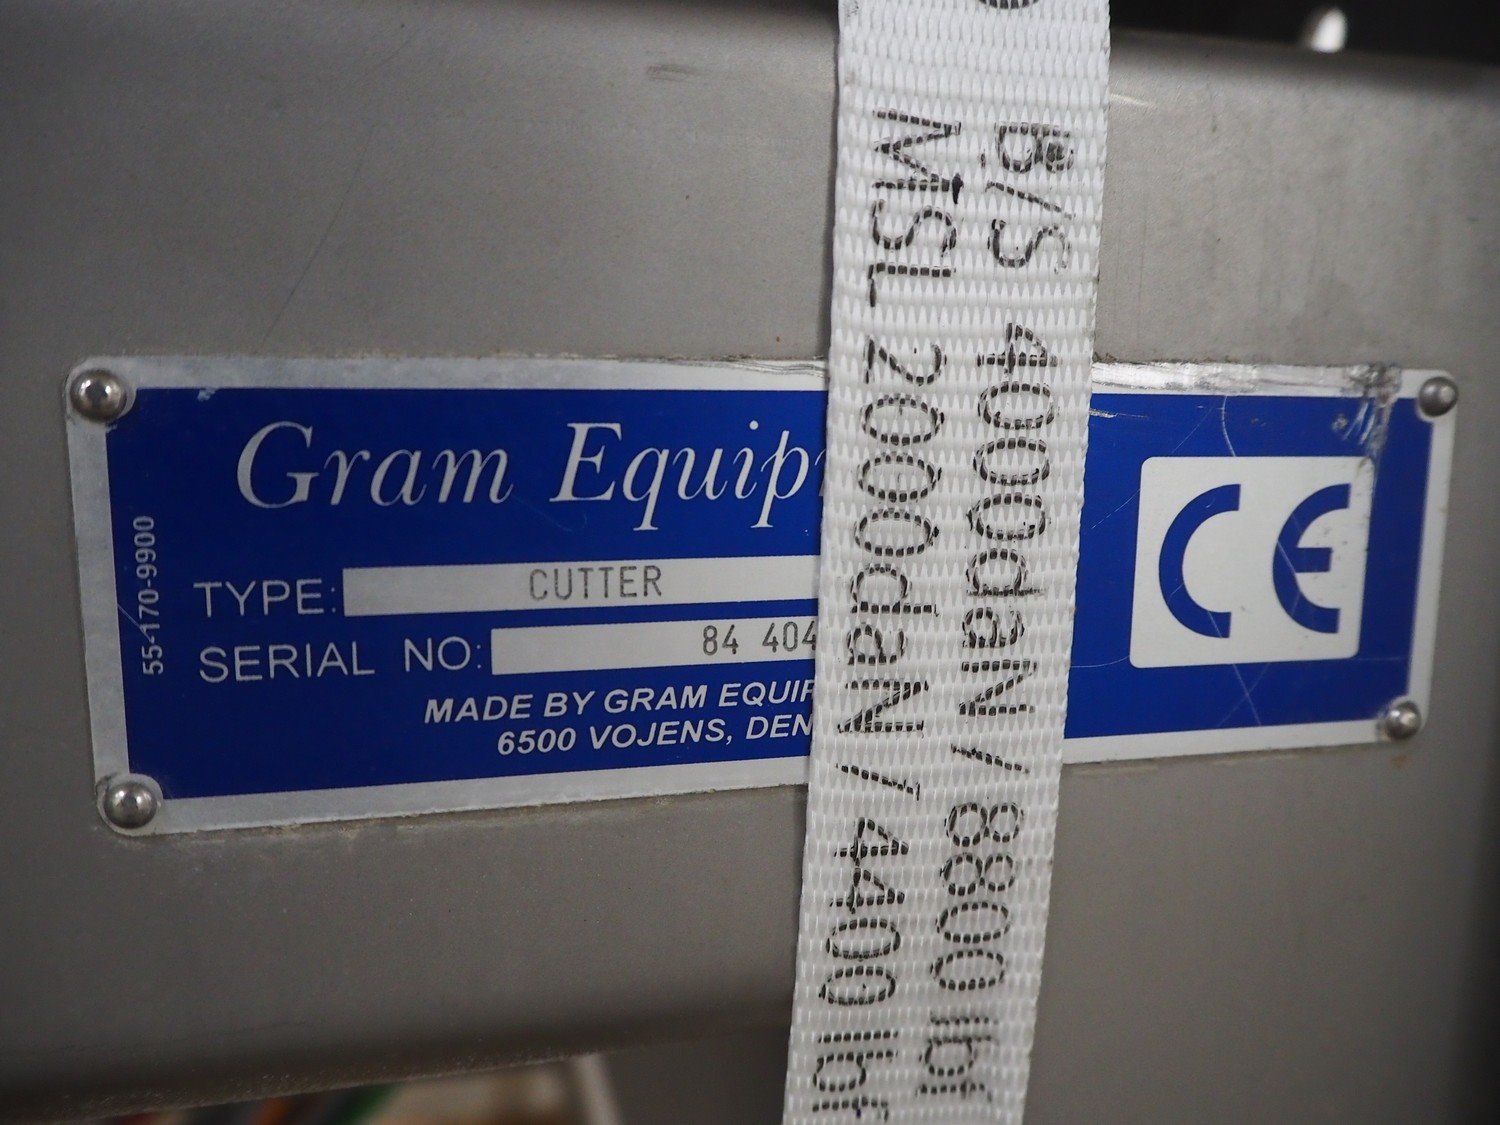 Gram Equip
TYPE: CUTTER
SERIAL NO: 84 404
MADE BY GRAM EQUIP
6500 VOJENS, DEN
55-170-9900
CE
B/S 4000daN / 8800 lbf
MSL 2000daN / 4400 lbf